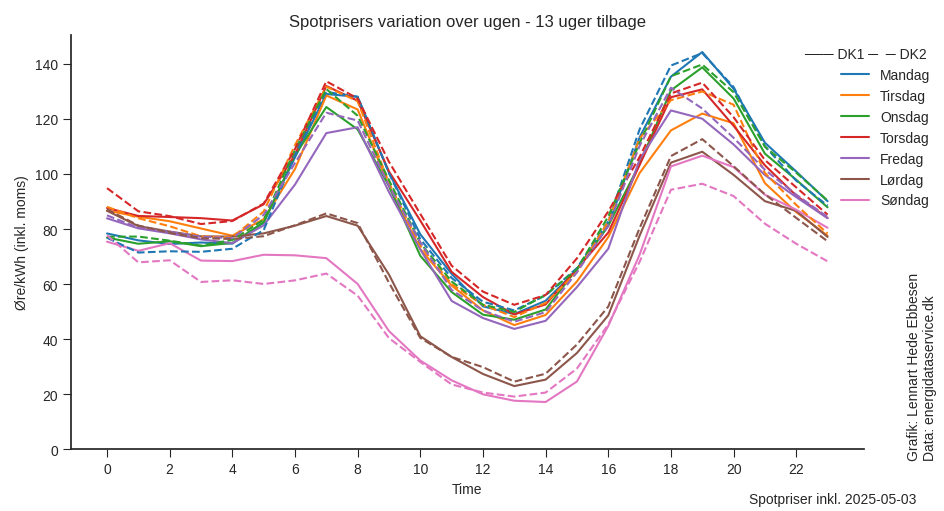 Spotprisers variation over ugen - 13 uger tilbage
DK1 DK2
Mandag
Tirsdag
Onsdag
Torsdag
Fredag
Lørdag
Søndag
Øre/kWh (inkl. moms)
140
120
100
80
60
40
20
0
0 2 4 6 8 10 12 14 16 18 20 22
Time
Grafik: Lennart Hede Ebbesen
Data: energidataservice.dk
Spotpriser inkl. 2025-05-03